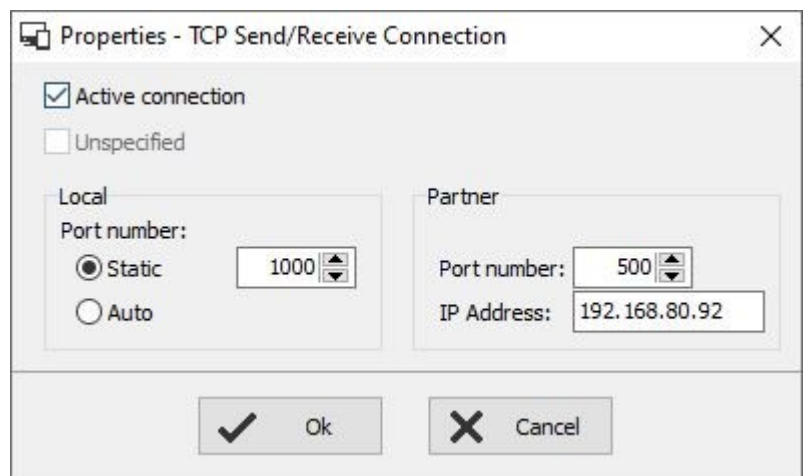 Properties - TCP Send/Receive Connection
Active connection
Unspecified
Local
Port number:
Static 1000
Auto
Partner
Port number: 500
IP Address: 192.168.80.92
Ok Cancel